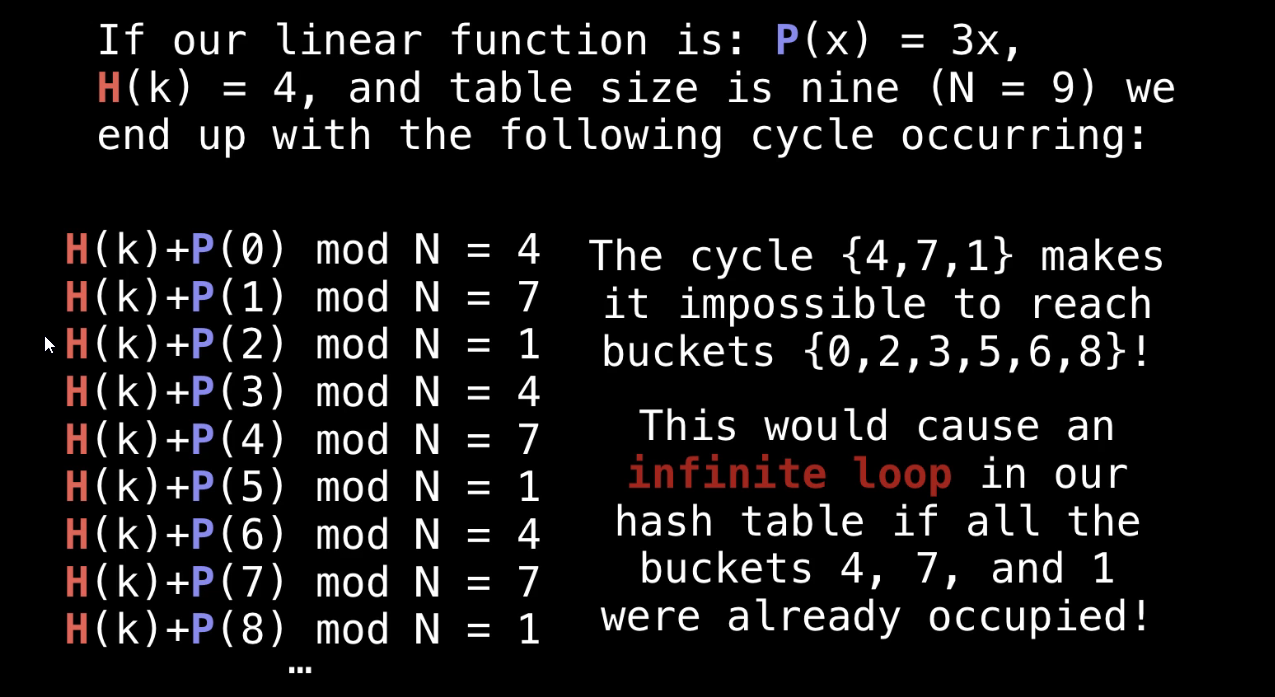 If our linear function is: P(x) = 3x,
H(k) = 4, and table size is nine (N = 9) we
end up with the following cycle occurring:
H(k)+P(0) mod N = 4
H(k)+P(1) mod N = 7
H(k)+P(2) mod N = 1
H(k)+P(3) mod N = 4
H(k)+P(4) mod N = 7
H(k)+P(5) mod N = 1
H(k)+P(6) mod N = 4
H(k)+P(7) mod N = 7
H(k)+P(8) mod N = 1
…
The cycle {4,7,1} makes
it impossible to reach
buckets {0,2,3,5,6,8}!
This would cause an
infinite loop in our
hash table if all the
buckets 4, 7, and 1
were already occupied!